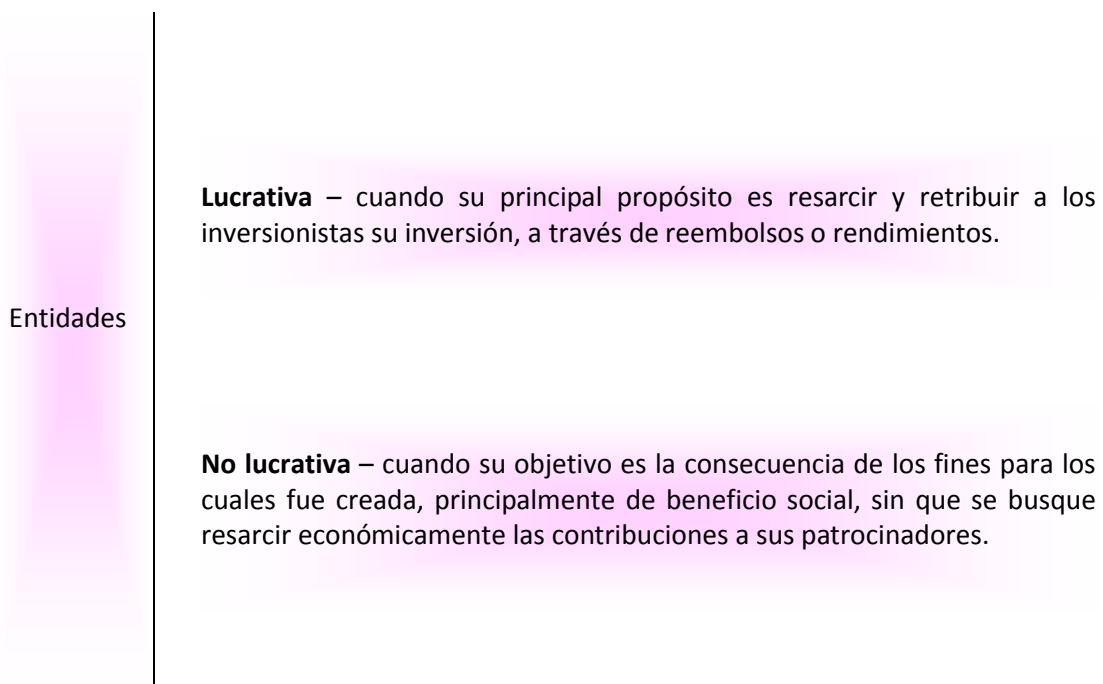 Lucrativa – cuando su principal propósito es resarcir y retribuir a los
inversionistas su inversión, a través de reembolsos o rendimientos.
Entidades
No lucrativa – cuando su objetivo es la consecuencia de los fines para los
cuales fue creada, principalmente de beneficio social, sin que se busque
resarcir económicamente las contribuciones a sus patrocinadores.